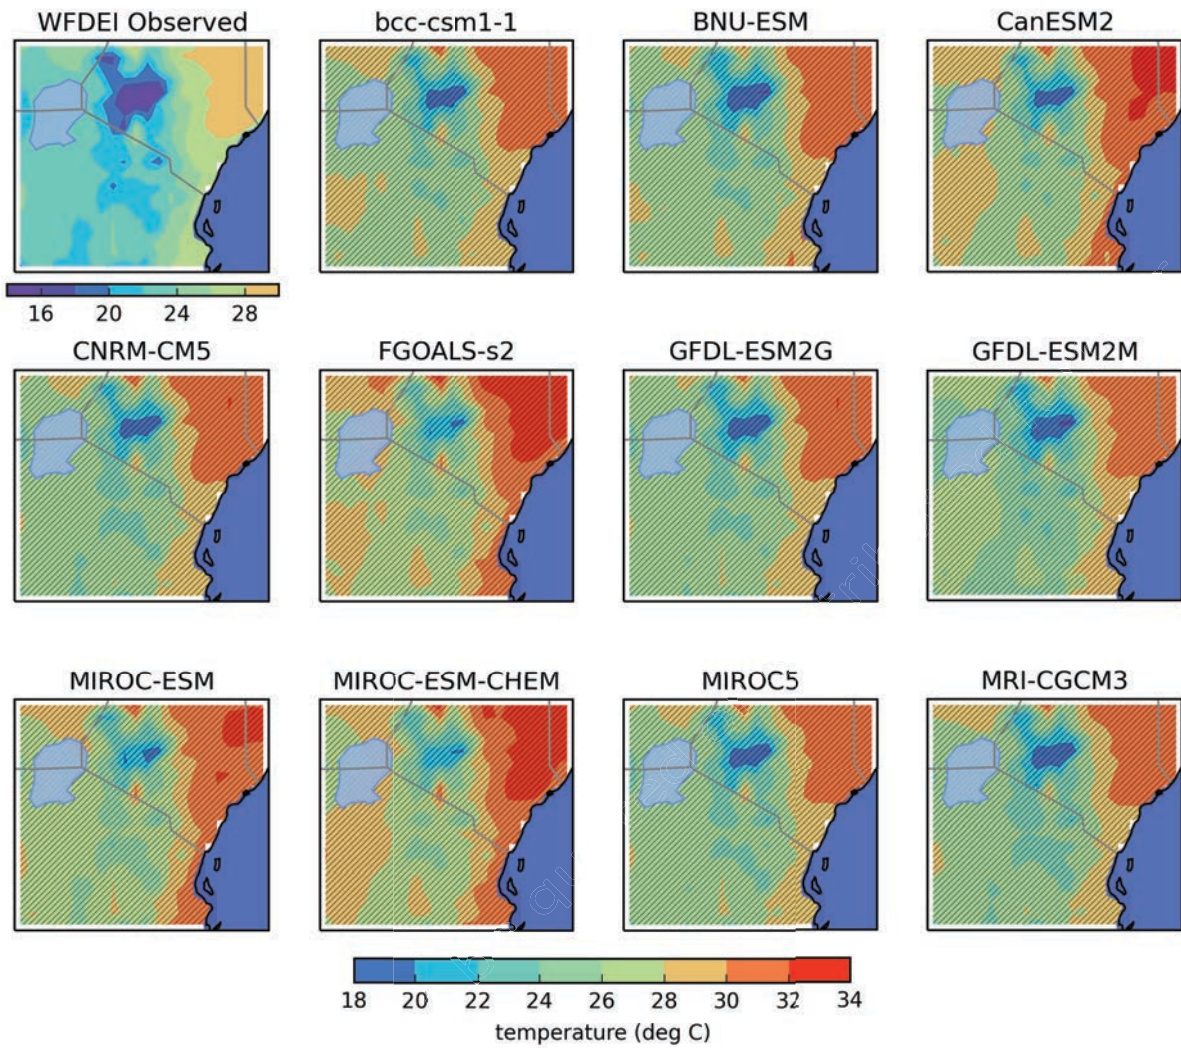 WFDEI Observed bcc-csm1-1 BNU-ESM CanESM2
16 20 24 28
CNRM-CM5 FGOALS-s2 GFDL-ESM2G GFDL-ESM2M
MIROC-ESM MIROC-ESM-CHEM MIROC5 MRI-CGCM3
18 20 22 24 26 28 30 32 34
temperature (deg C)